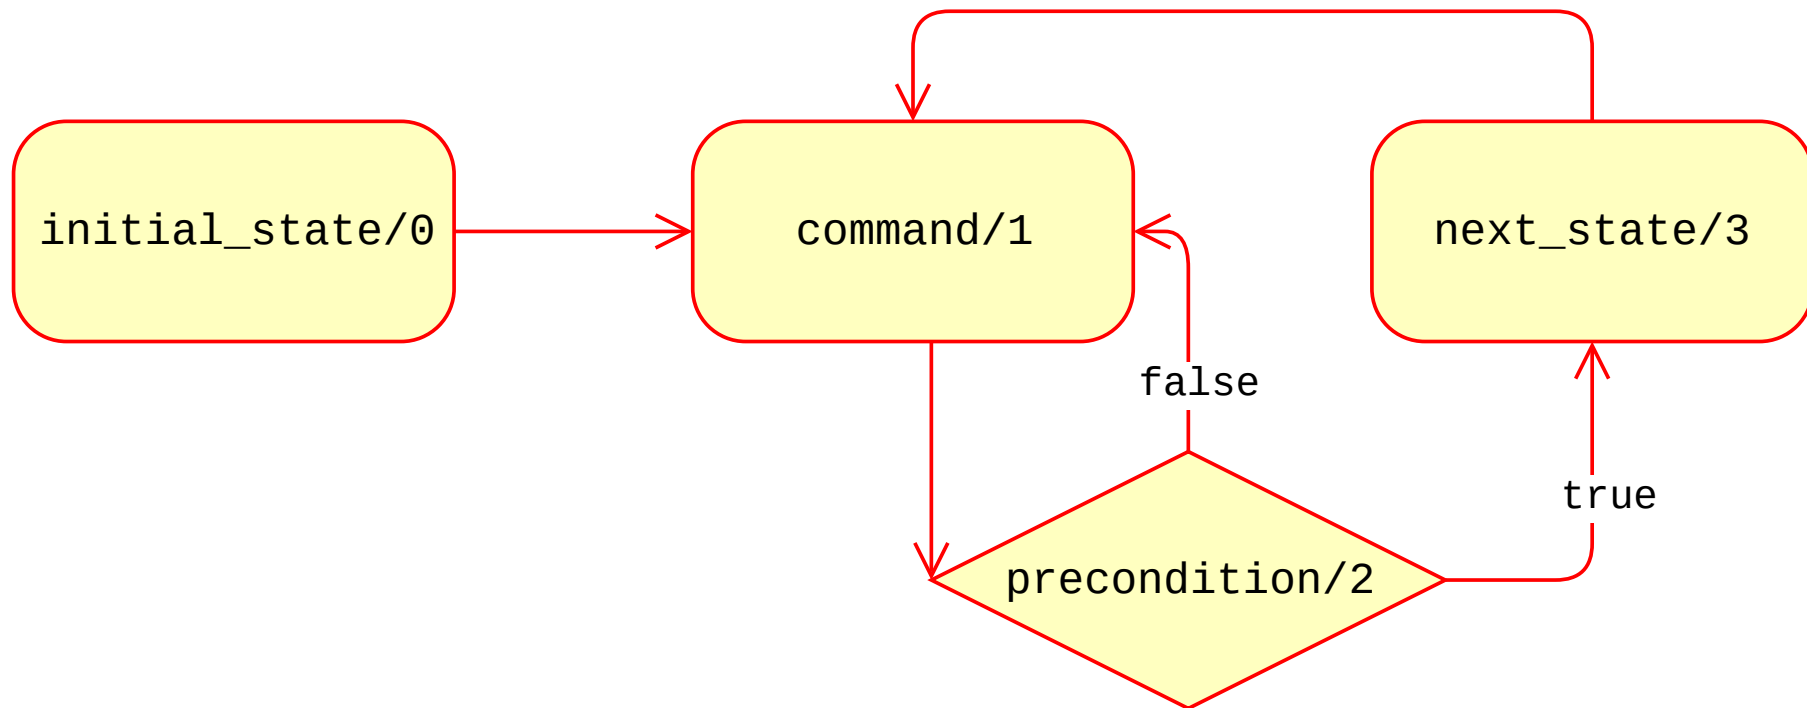 initial_state/0
command/1
next_state/3
false
true
precondition/2